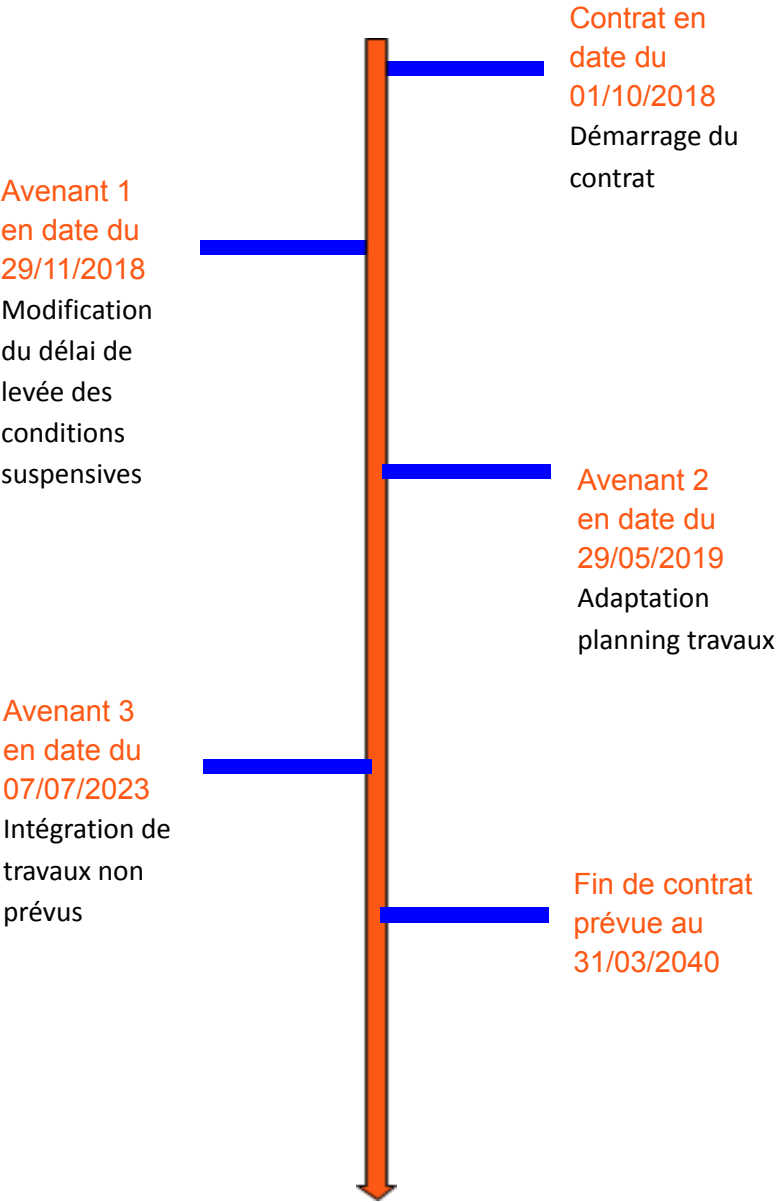 Contrat en
date du
01/10/2018
Démarrage du
contrat
Avenant 1
en date du
29/11/2018
Modification
du délai de
levée des
conditions
suspensives
Avenant 2
en date du
29/05/2019
Adaptation
planning travaux
Avenant 3
en date du
07/07/2023
Intégration de
travaux non
prévus
Fin de contrat
prévue au
31/03/2040